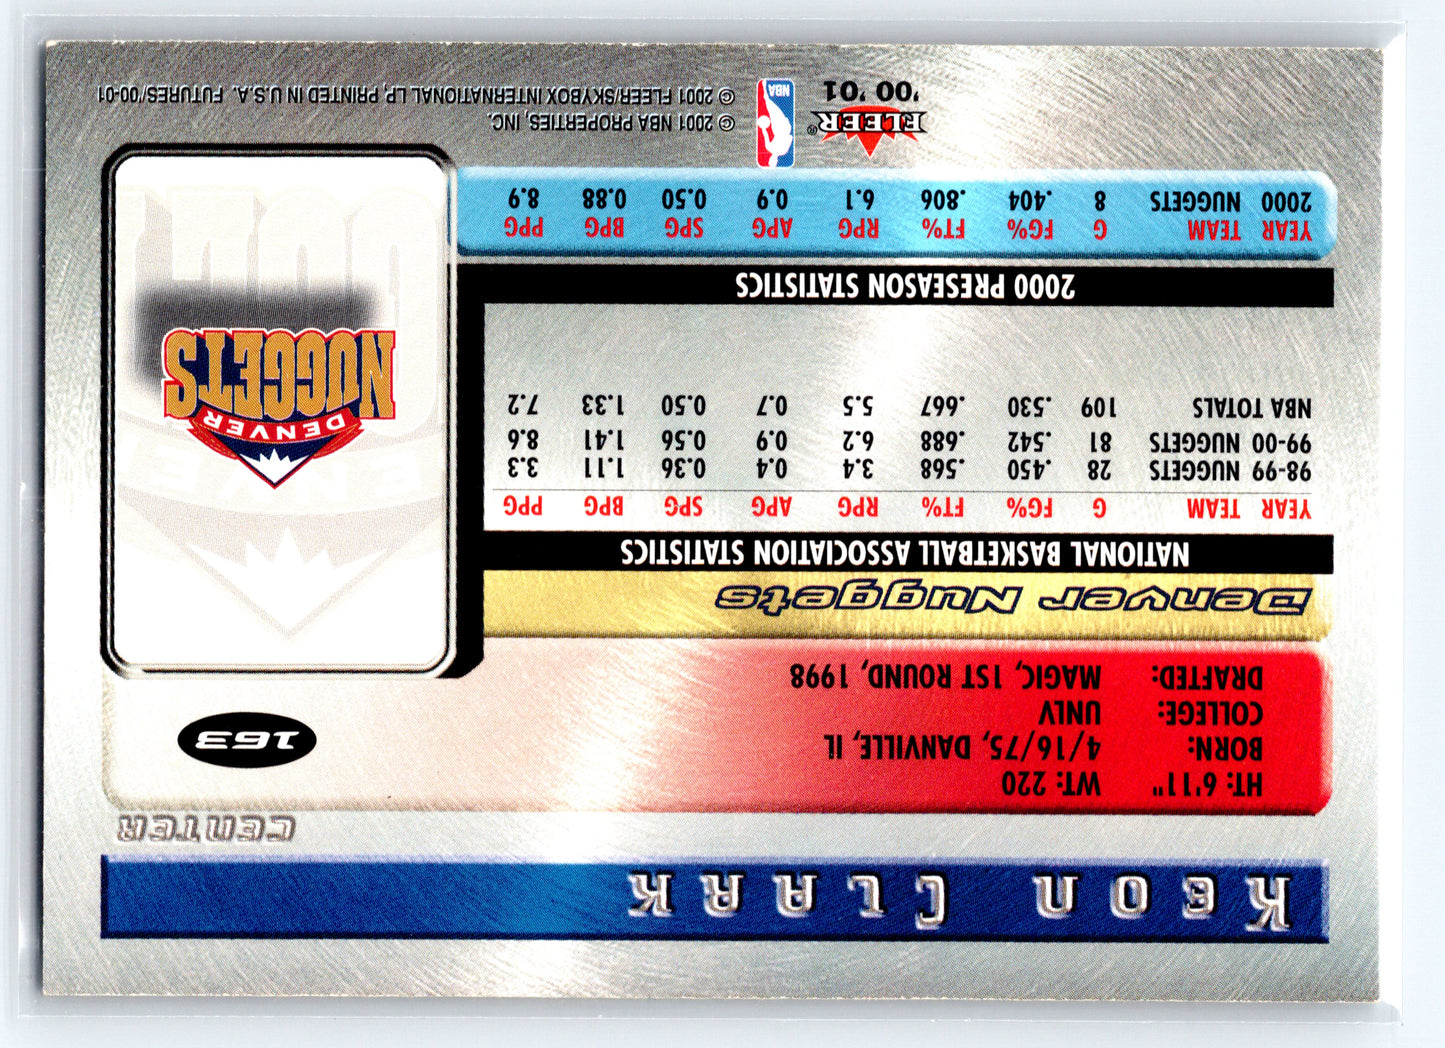 KEON CLARK
CENTER
HT: 6'11" WT: 220
BORN: 4/16/75, DANVILLE, IL
COLLEGE: UNLV
DRAFTED: MAGIC, 1ST ROUND, 1998
163
Denver Nuggets
NATIONAL BASKETBALL ASSOCIATION STATISTICS
YEAR TEAM G FG% FT% RPG APG SPG BPG PPG
98-99 NUGGETS 28 .450 .568 3.4 0.4 0.36 1.11 3.3
99-00 NUGGETS 81 .542 .688 6.2 0.9 0.56 1.41 8.6
NBA TOTALS 109 .530 .667 5.5 0.7 0.50 1.33 7.2
DENVER
NUGGETS
2000 PRESEASON STATISTICS
YEAR TEAM G FG% FT% RPG APG SPG BPG PPG
2000 NUGGETS 8 .404 .806 6.1 0.9 0.50 0.88 8.9
FLEER®
'00 '01
NBA
© 2001 NBA PROPERTIES, INC.
© 2001 FLEER/SKYBOX INTERNATIONAL LP, PRINTED IN U.S.A. FUTURES/00-01